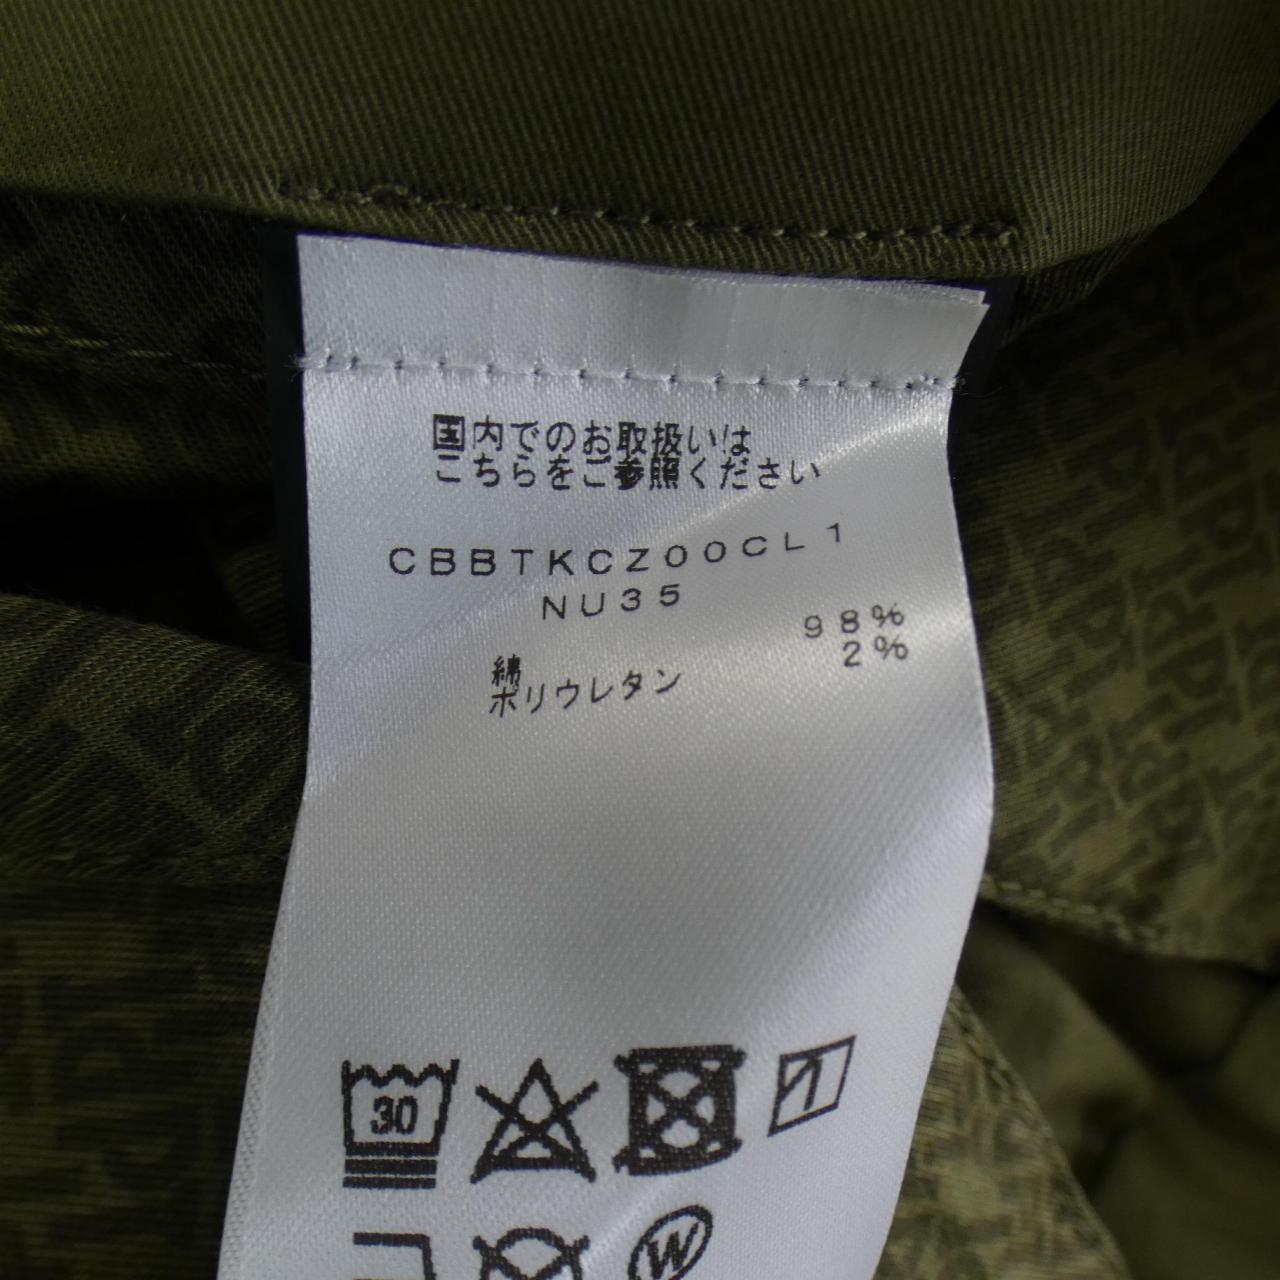 国内でのお取扱いは
こちらをご参照ください
CBBTKCZ00CL1
NU35
98%
2%
綿
ポリウレタン
30
W